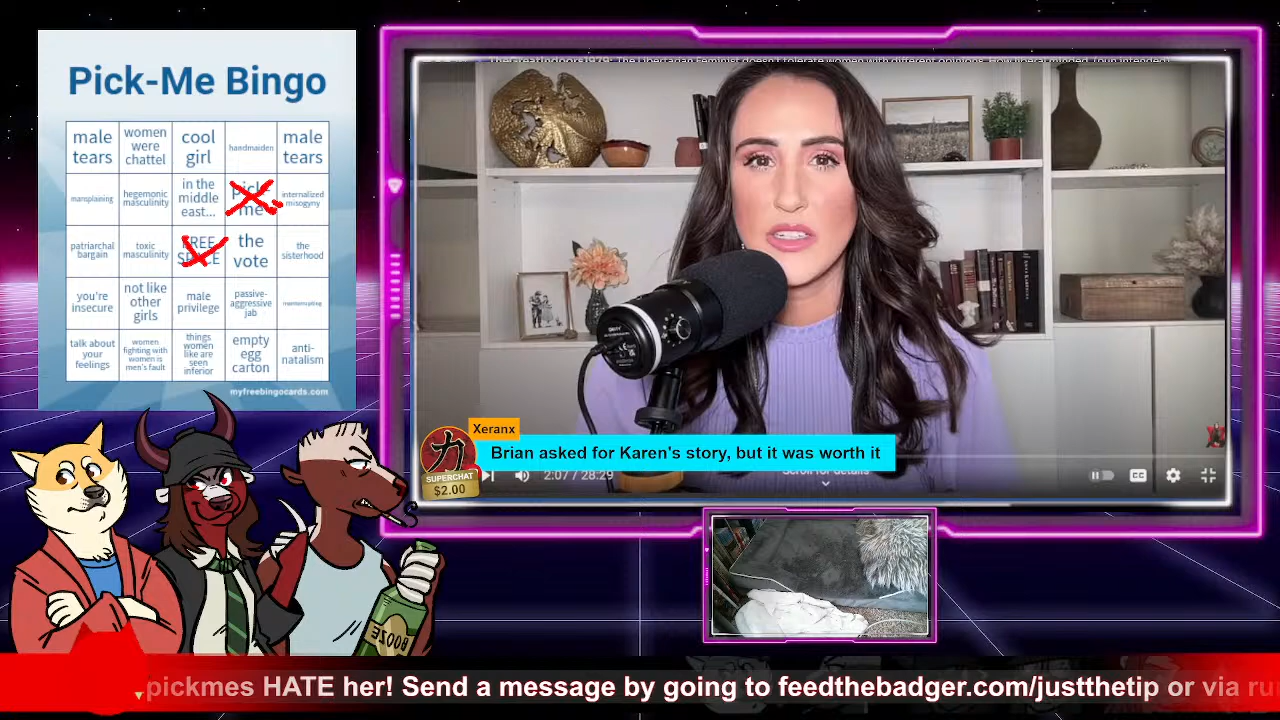 Pick-Me Bingo
male tears
women were chattel
cool girl
handmaiden
male tears
mansplaining
hegemonic masculinity
in the middle east...
pick me
internalized misogyny
patriarchal bargain
toxic masculinity
FREE SPACE
the vote
the sisterhood
you're insecure
not like other girls
male privilege
passive-aggressive jab
manterrupting
talk about your feelings
women fighting with women is men's fault
things women like are seen inferior
empty egg carton
anti-natalism
myfreebingocards.com
Xeranx
Brian asked for Karen's story, but it was worth it
SUPERCHAT
$2.00
2:07 / 28:29
Scroll for details
CC
BOOZE
pickmes HATE her! Send a message by going to feedthebadger.com/justthetip or via ru